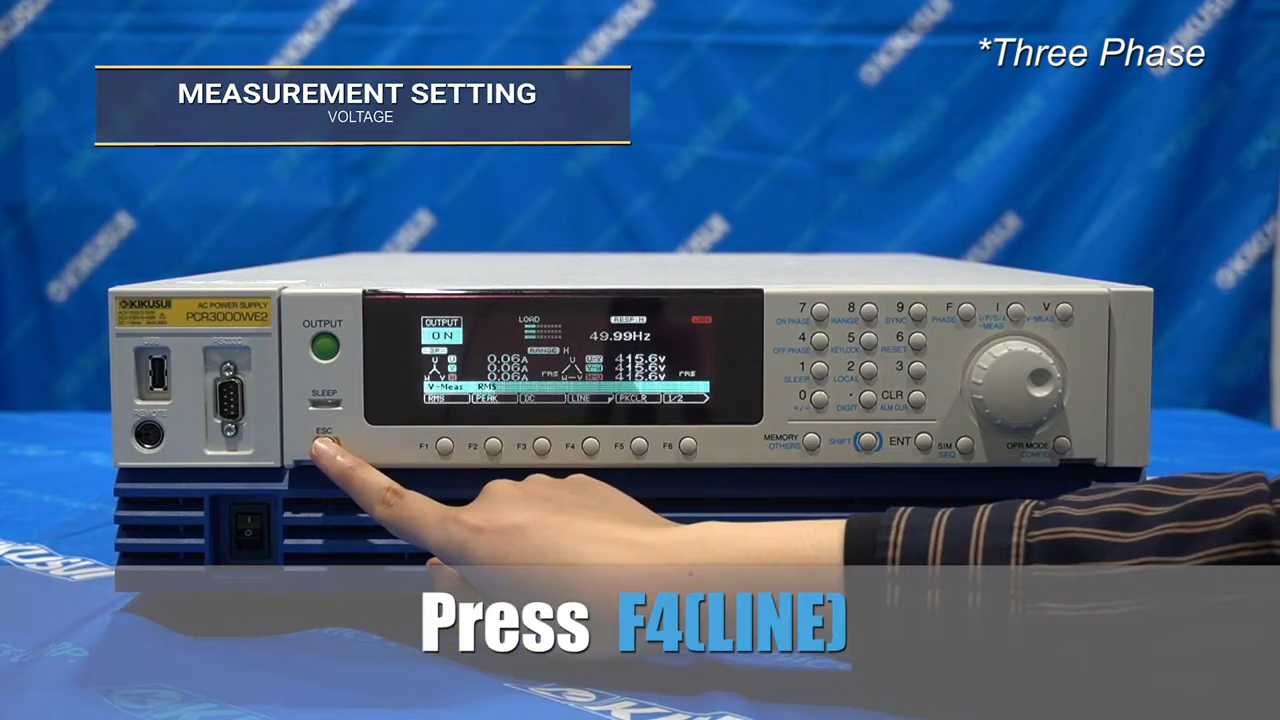 *Three Phase
MEASUREMENT SETTING
VOLTAGE
KIKUSUI
AC POWER SUPPLY
PCR3000WE2
OUTPUT
SLEEP
ESC
OUTPUT
ON
LOAD
49.99Hz
RANGE H
U 0.06A U-V 415.6V
V 0.06A V-W 415.6V
W 0.06A rms W-U 415.6V rms
V-Meas RMS
RMS PEAK DC LINE PKCLR 1/2
F1 F2 F3 F4 F5 F6
7 8 9 F I V
ON PHASE RANGE SYNC PHASE V-MEAS
4 5 6
OFF PHASE KEYLOCK RESET
1 2 3
SLEEP LOCAL
0 . CLR
+/- DIGIT ALM CLR
MEMORY SHIFT ENT SIM OPR MODE
OTHERS SEQ CONFIG
REMOTE
KIKUSUI
Press F4(LINE)